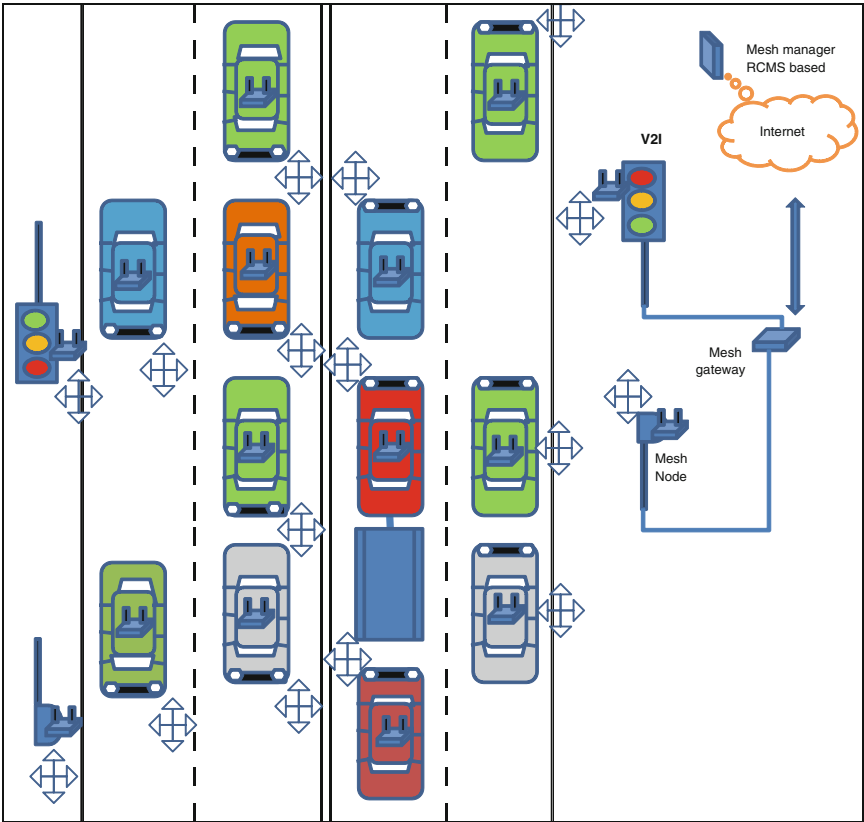 Mesh manager
RCMS based
Internet
V2I
Mesh
gateway
Mesh
Node